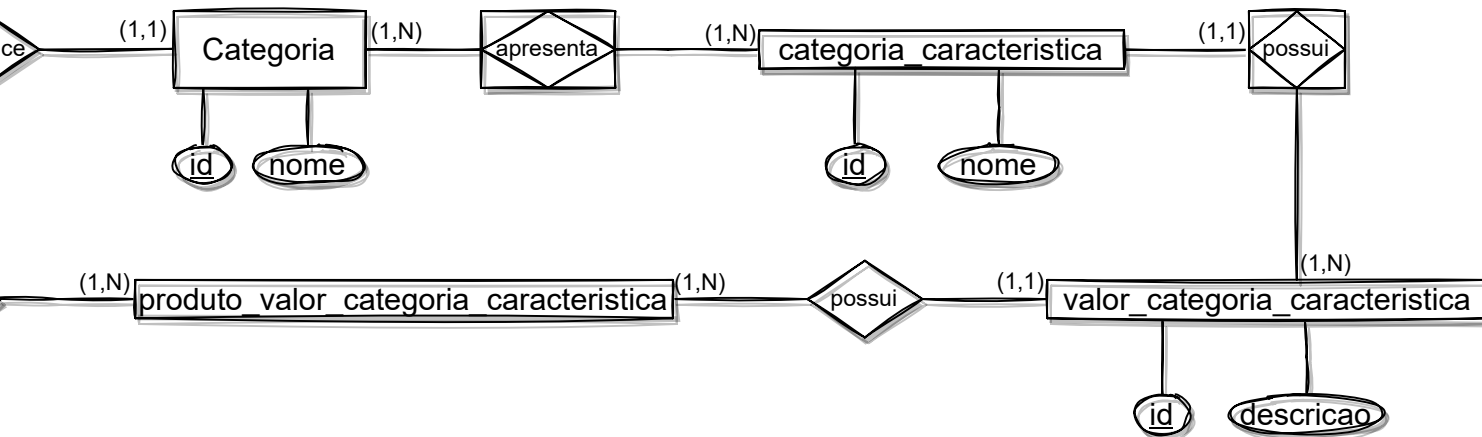 ce (1,1) Categoria (1,N) apresenta (1,N) categoria_caracteristica (1,1) possui
id nome id nome
(1,N) produto_valor_categoria_caracteristica (1,N) possui (1,1) valor_categoria_caracteristica (1,N)
id descricao